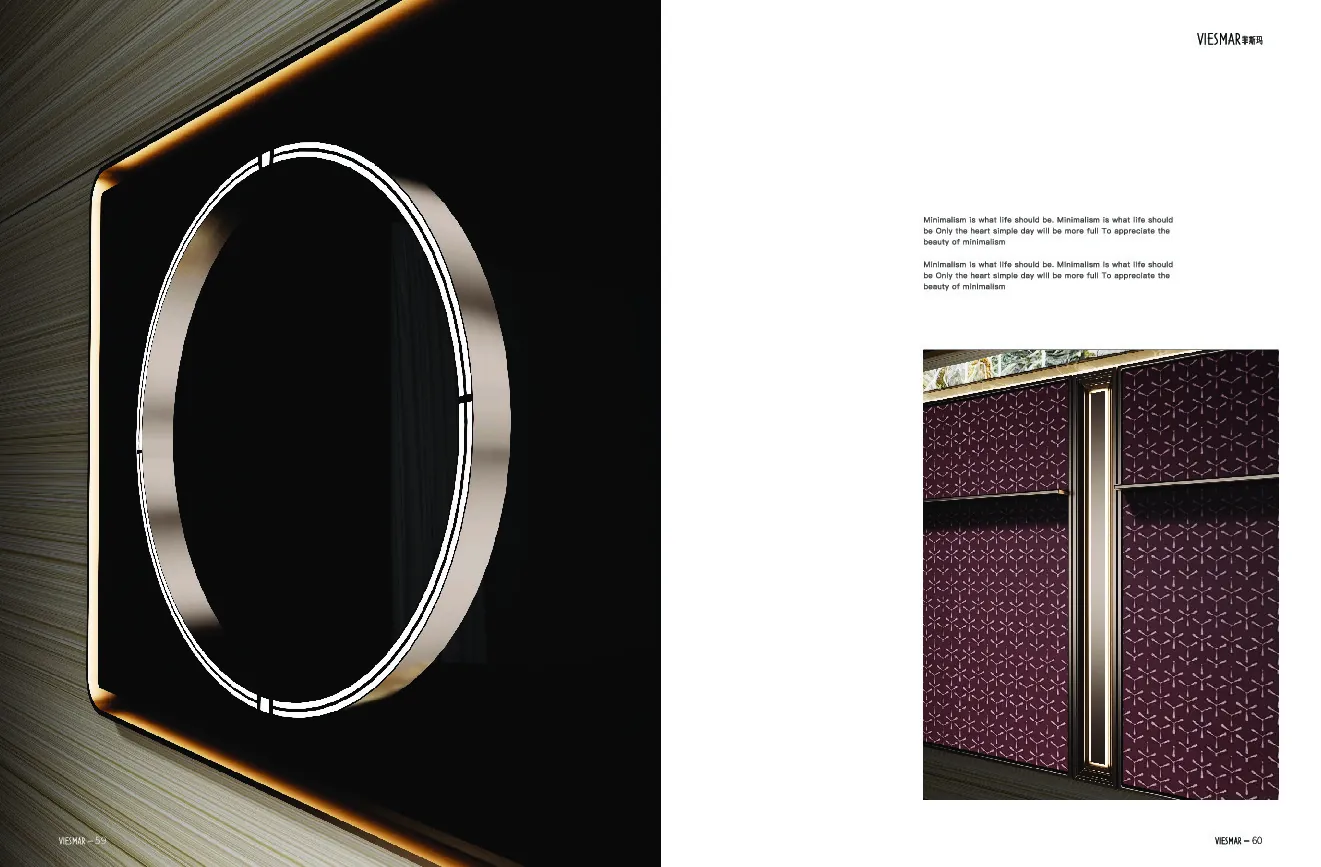 VIESMAR菲斯玛
Minimalism is what life should be. Minimalism is what life should
be Only the heart simple day will be more full To appreciate the
beauty of minimalism
Minimalism is what life should be. Minimalism is what life should
be Only the heart simple day will be more full To appreciate the
beauty of minimalism
VIESMAR — 59
VIESMAR — 60